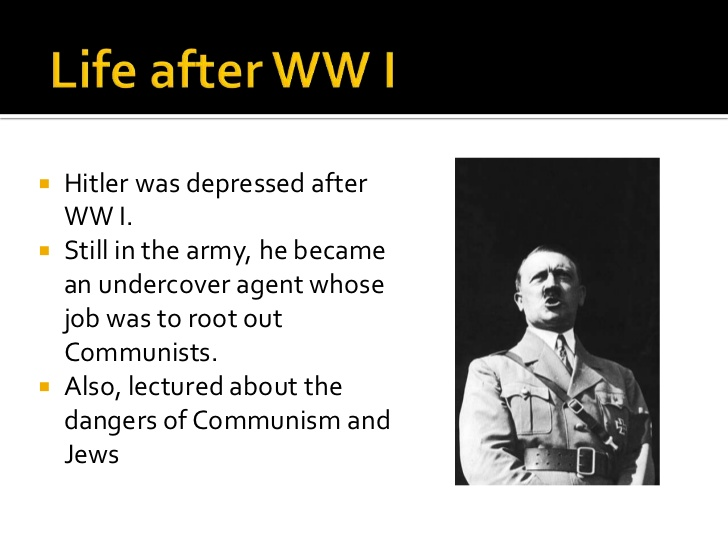 Life after WW I
Hitler was depressed after
WW I.
Still in the army, he became
an undercover agent whose
job was to root out
Communists.
Also, lectured about the
dangers of Communism and
Jews